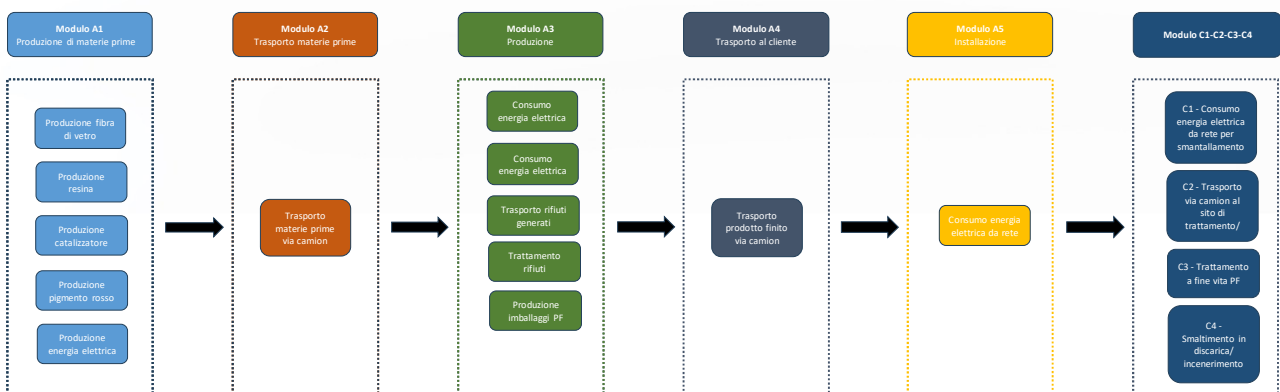 Modulo A1
Produzione di materie prime
Modulo A2
Trasporto materie prime
Modulo A3
Produzione
Modulo A4
Trasporto al cliente
Modulo A5
Installazione
Modulo C1-C2-C3-C4
Produzione fibra
di vetro
Produzione
resina
Produzione
catalizzatore
Produzione
pigmento rosso
Produzione
energia elettrica
Trasporto
materie prime
via camion
Consumo
energia elettrica
Consumo
energia elettrica
Trasporto rifiuti
generati
Trattamento
rifiuti
Produzione
imballaggi PF
Trasporto
prodotto finito
via camion
Consumo energia
elettrica da rete
C1 - Consumo
energia elettrica
da rete per
smantallamento
C2 - Trasporto
via camion al
sito di
trattamento/
C3 - Trattamento
a fine vita PF
C4 -
Smaltimento in
discarica/
incenerimento